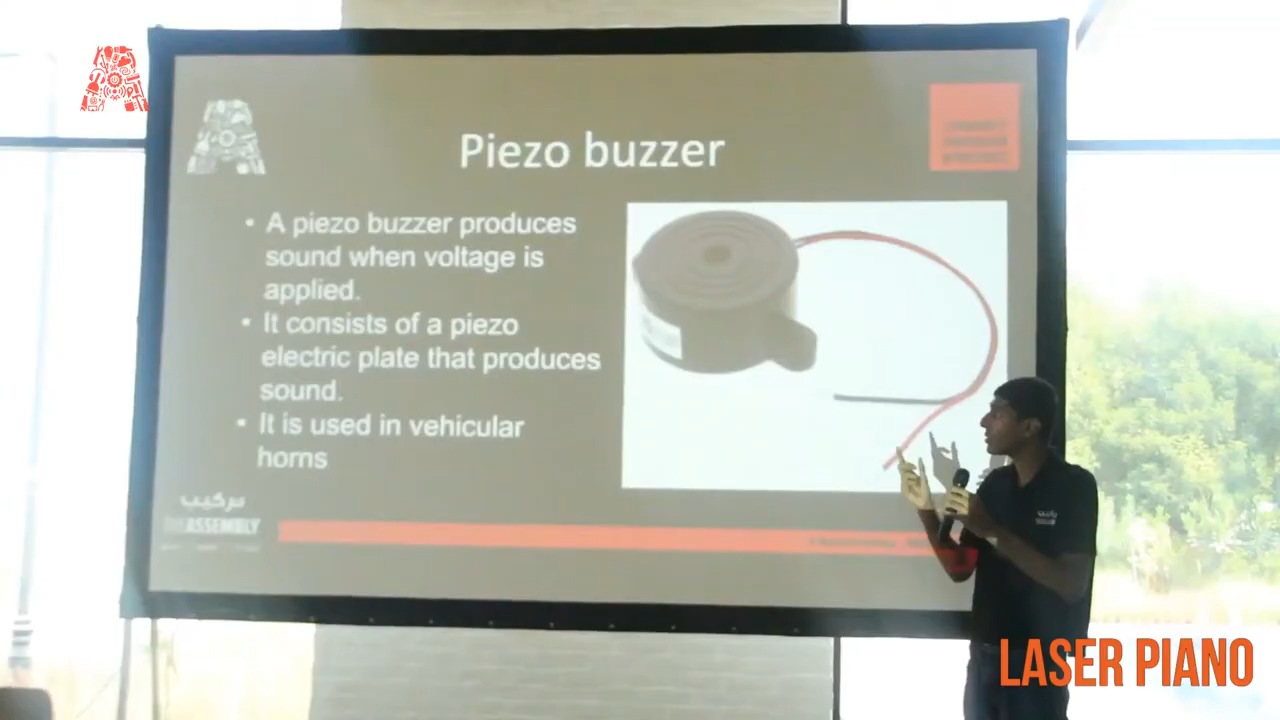 Piezo buzzer
• A piezo buzzer produces
sound when voltage is
applied.
• It consists of a piezo
electric plate that produces
sound.
• It is used in vehicular
horns
تركيب
THE ASSEMBLY
LASER PIANO